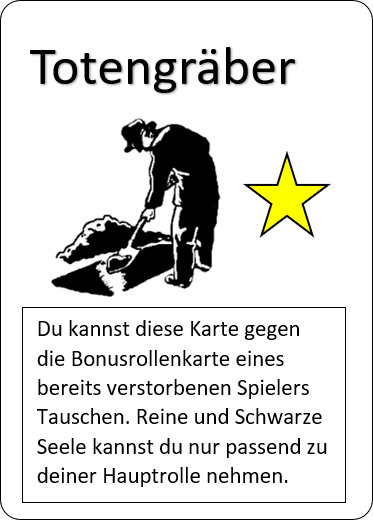 Totengräber
Du kannst diese Karte gegen
die Bonusrollenkarte eines
bereits verstorbenen Spielers
Tauschen. Reine und Schwarze
Seele kannst du nur passend zu
deiner Hauptrolle nehmen.